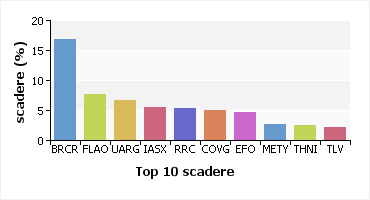 20
15
10
5
0
scadere (%)
BRCR FLAO UARG IASX RRC COVG EFO METY THNI TLV
Top 10 scadere